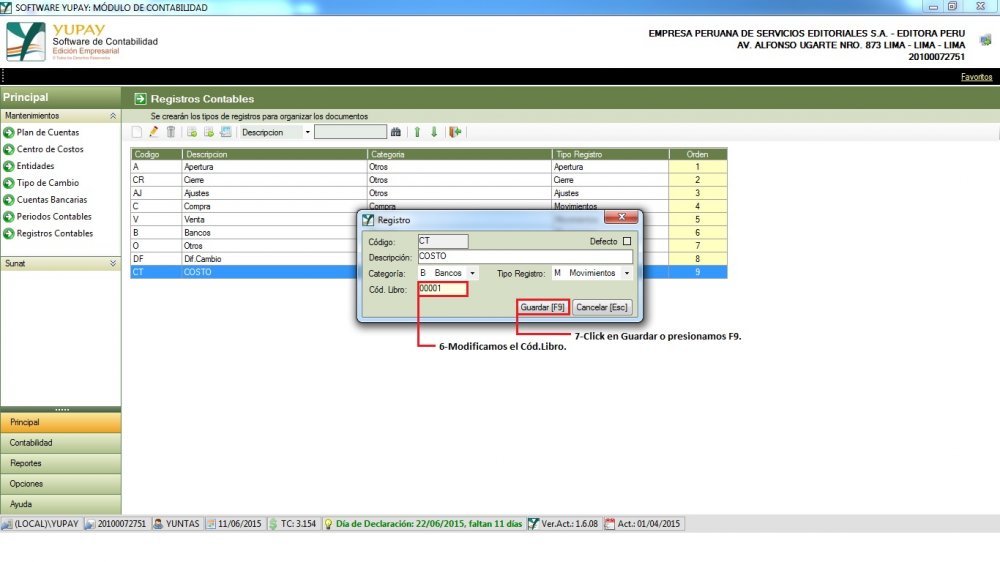 SOFTWARE YUPAY: MÓDULO DE CONTABILIDAD
YUPAY
Software de Contabilidad
Edición Empresarial
© Todos los Derechos Reservados
EMPRESA PERUANA DE SERVICIOS EDITORIALES S.A. - EDITORA PERU
AV. ALFONSO UGARTE NRO. 873 LIMA - LIMA - LIMA
20100072751
Favoritos
Principal
Mantenimientos
Plan de Cuentas
Centro de Costos
Entidades
Tipo de Cambio
Cuentas Bancarias
Periodos Contables
Registros Contables
Sunat
Principal
Contabilidad
Reportes
Opciones
Ayuda
Registros Contables
Se crearán los tipos de registros para organizar los documentos
Descripcion
Codigo Descripcion Categoria Tipo Registro Orden
A Apertura Otros Apertura 1
CR Cierre Otros Cierre 2
AJ Ajustes Otros Ajustes 3
C Compra Compra Movimientos 4
V Venta 5
B Bancos 6
O Otros 7
DF Dif.Cambio 8
CT COSTO 9
Registro
Código: CT Defecto
Descripción: COSTO
Categoría: B Bancos Tipo Registro: M Movimientos
Cód. Libro: 00001
Guardar [F9] Cancelar [Esc]
7-Click en Guardar o presionamos F9.
6-Modificamos el Cód.Libro.
(LOCAL)\YUPAY 20100072751 YUNTAS 11/06/2015 TC: 3.154 Día de Declaración: 22/06/2015, faltan 11 días Ver.Act.: 1.6.08 Act.: 01/04/2015